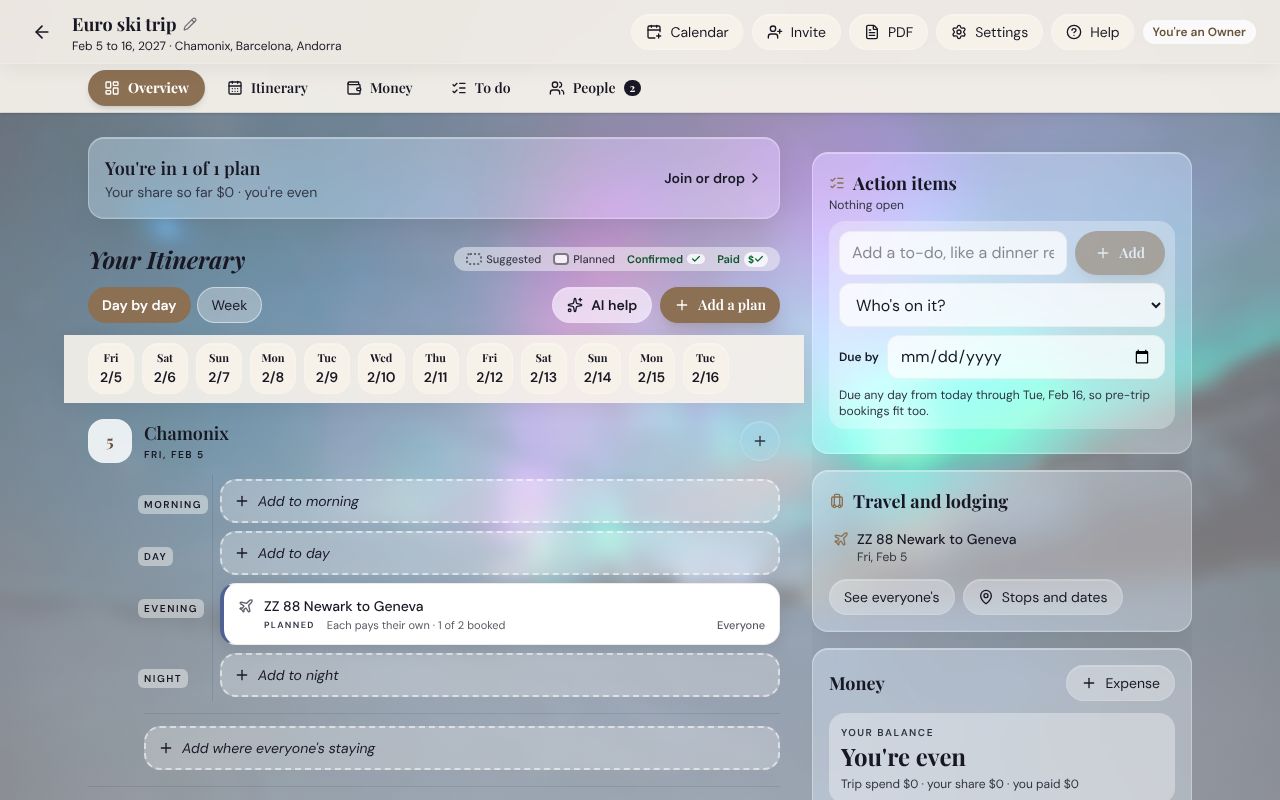 Euro ski trip
Feb 5 to 16, 2027 · Chamonix, Barcelona, Andorra
Calendar
Invite
PDF
Settings
Help
You're an Owner
Overview
Itinerary
Money
To do
People 2
You're in 1 of 1 plan
Your share so far $0 · you're even
Join or drop
Your Itinerary
Suggested
Planned
Confirmed
Paid $
Day by day
Week
AI help
Add a plan
Fri 2/5
Sat 2/6
Sun 2/7
Mon 2/8
Tue 2/9
Wed 2/10
Thu 2/11
Fri 2/12
Sat 2/13
Sun 2/14
Mon 2/15
Tue 2/16
5
Chamonix
FRI, FEB 5
MORNING
Add to morning
DAY
Add to day
EVENING
ZZ 88 Newark to Geneva
PLANNED Each pays their own · 1 of 2 booked
Everyone
NIGHT
Add to night
Add where everyone's staying
Action items
Nothing open
Add a to-do, like a dinner re
Add
Who's on it?
Due by mm/dd/yyyy
Due any day from today through Tue, Feb 16, so pre-trip
bookings fit too.
Travel and lodging
ZZ 88 Newark to Geneva
Fri, Feb 5
See everyone's
Stops and dates
Money
Expense
YOUR BALANCE
You're even
Trip spend $0 · your share $0 · you paid $0